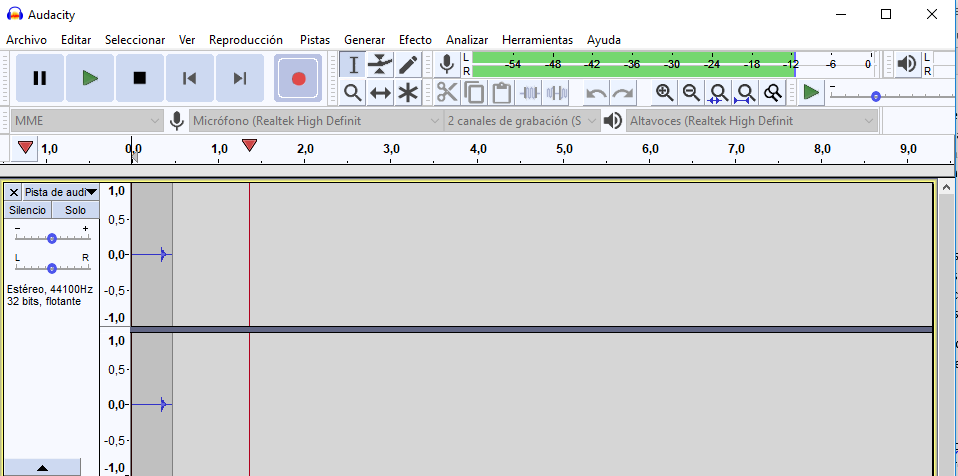 Audacity
Archivo Editar Seleccionar Ver Reproducción Pistas Generar Efecto Analizar Herramientas Ayuda
L
R
-54 -48 -42 -36 -30 -24 -18 -12 -6 0
L
R
MME Micrófono (Realtek High Definit 2 canales de grabación (S Altavoces (Realtek High Definit
1,0 0,0 1,0 2,0 3,0 4,0 5,0 6,0 7,0 8,0 9,0
Pista de audi
Silencio Solo
- +
L R
Estéreo, 44100Hz
32 bits, flotante
1,0
0,5
0,0
-0,5
-1,0
1,0
0,5
0,0
-0,5
-1,0